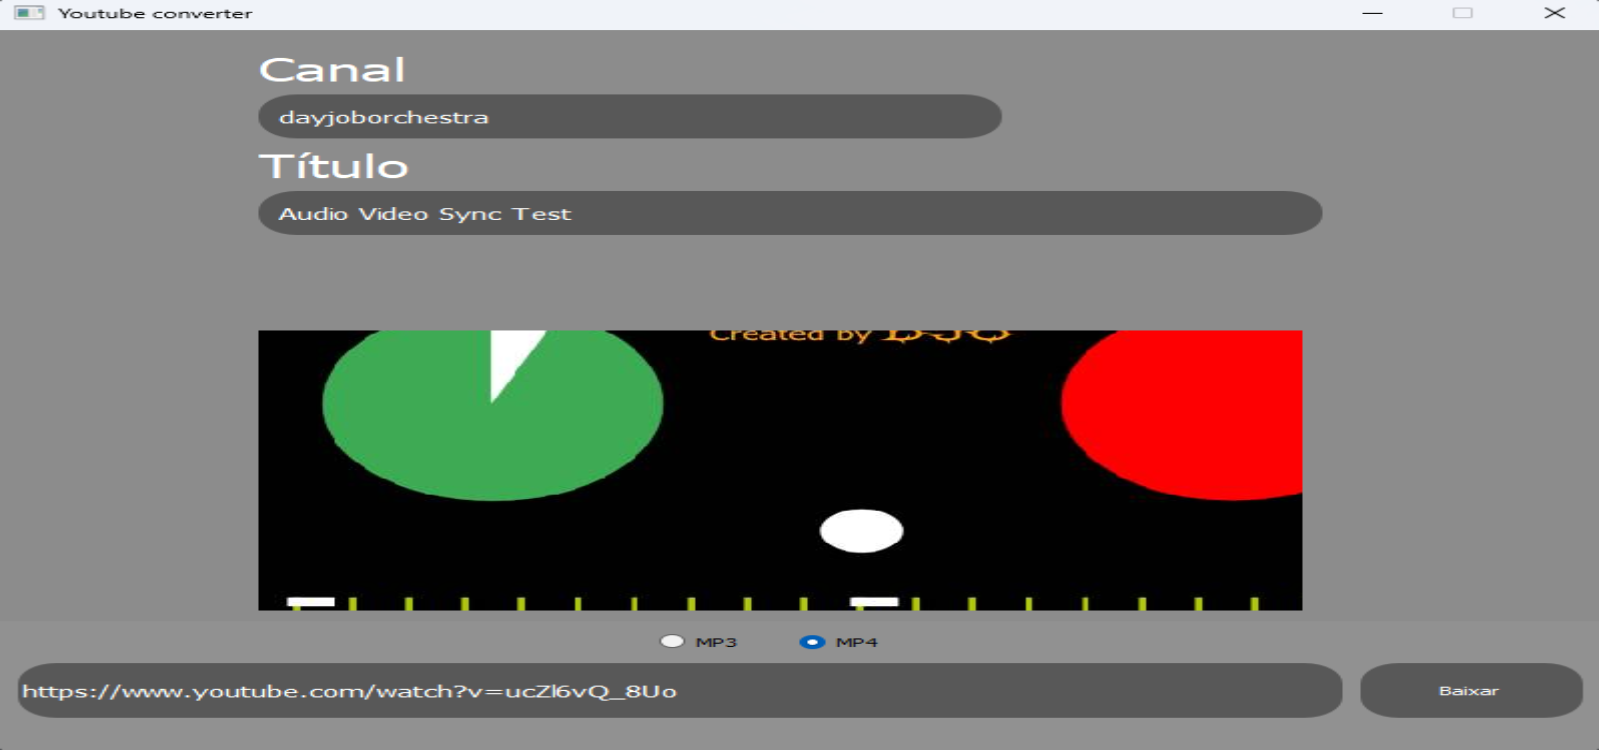 Youtube converter
Canal
dayjoborchestra
Título
Audio Video Sync Test
Created by DJO
MP3
MP4
https://www.youtube.com/watch?v=ucZl6vQ_8Uo
Baixar